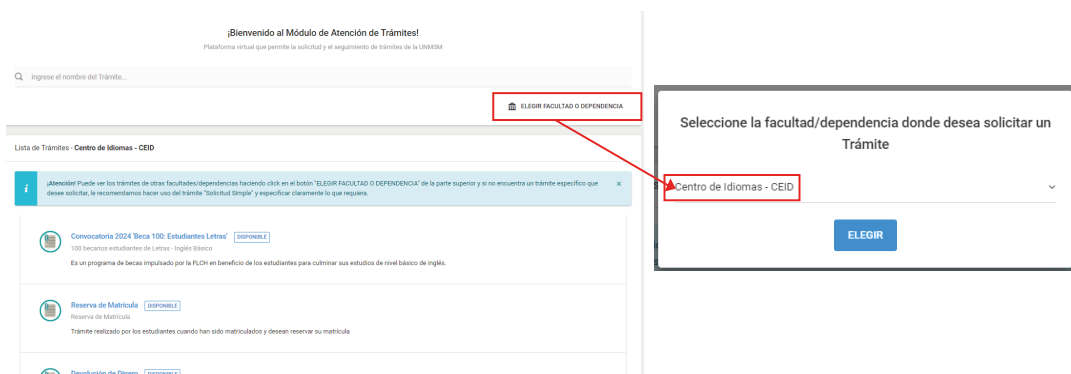 ¡Bienvenido al Módulo de Atención de Trámites!
Plataforma virtual que permite la solicitud y el seguimiento de trámites de la UNMSM
Ingrese el nombre del Trámite...
ELEGIR FACULTAD O DEPENDENCIA
Lista de Trámites - Centro de Idiomas - CEID
¡Atención! Puede ver los trámites de otras facultades/dependencias haciendo click en el botón "ELEGIR FACULTAD O DEPENDENCIA" de la parte superior y si no encuentra un trámite específico que
desee solicitar, le recomendamos hacer uso del trámite "Solicitud Simple" y especificar claramente lo que requiera.
Convocatoria 2024 'Beca 100: Estudiantes Letras' DISPONIBLE
100 becarios estudiantes de Letras - Inglés Básico
Es un programa de becas impulsado por la FLCH en beneficio de los estudiantes para culminar sus estudios de nivel básico de inglés.
Reserva de Matrícula DISPONIBLE
Reserva de Matrícula
Trámite realizado por los estudiantes cuando han sido matriculados y desean reservar su matrícula
Devolución de Dinero DISPONIBLE
Seleccione la facultad/dependencia donde desea solicitar un
Trámite
Centro de Idiomas - CEID
ELEGIR